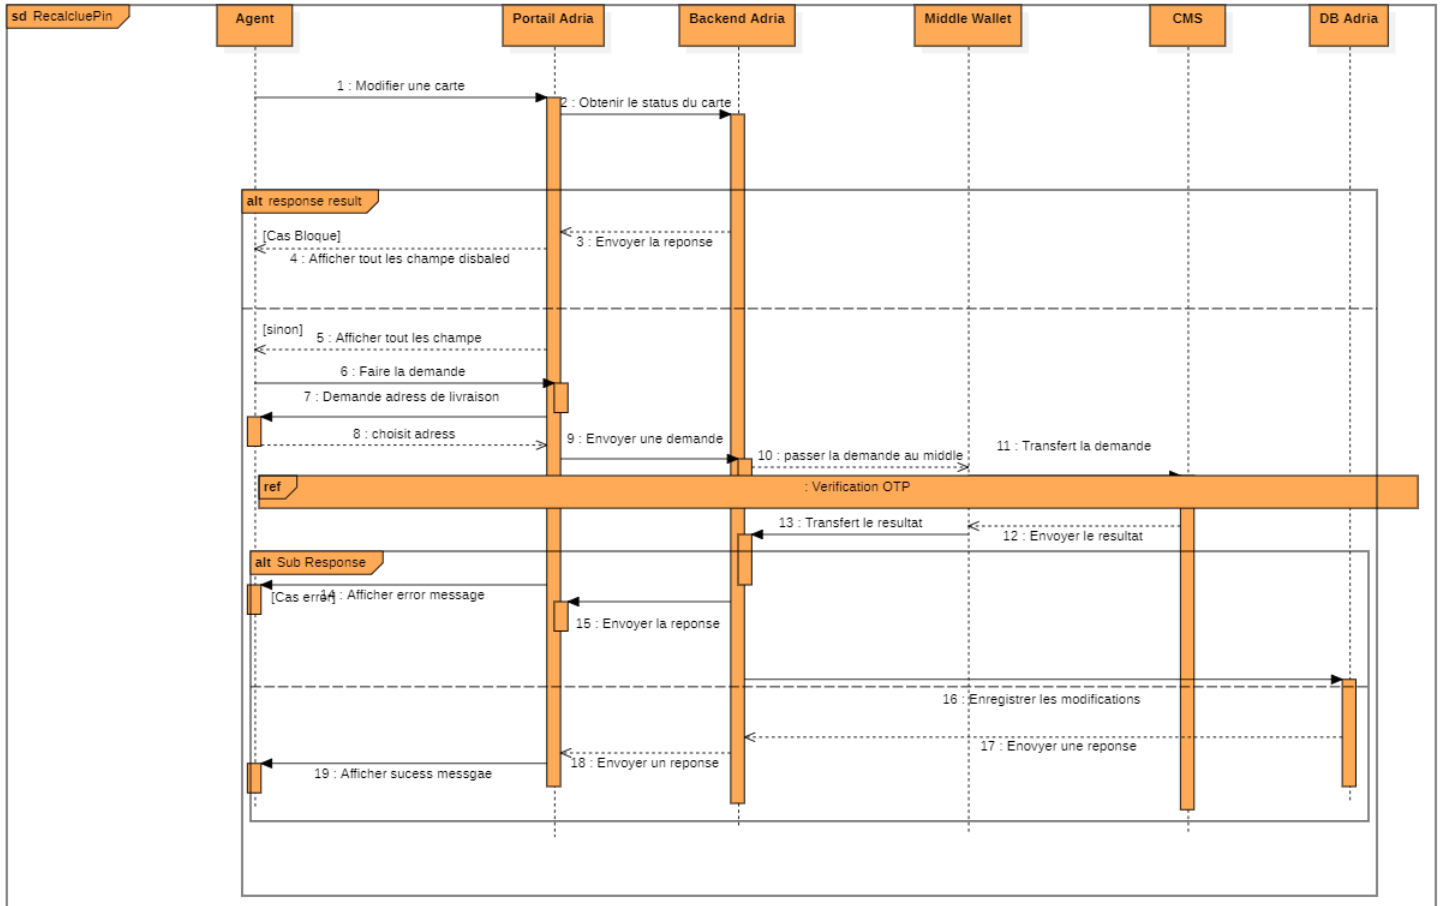 sd RecalcluePin
Agent
Portail Adria
Backend Adria
Middle Wallet
CMS
DB Adria
1 : Modifier une carte
2 : Obtenir le status du carte
alt response result
[Cas Bloque]
3 : Envoyer la reponse
4 : Afficher tout les champe disbaled
[sinon]
5 : Afficher tout les champe
6 : Faire la demande
7 : Demande adress de livraison
8 : choisit adress
9 : Envoyer une demande
10 : passer la demande au middle
11 : Transfert la demande
ref
: Verification OTP
13 : Transfert le resultat
12 : Envoyer le resultat
alt Sub Response
[Cas error]
14 : Afficher error message
15 : Envoyer la reponse
16 : Enregistrer les modifications
17 : Enovyer une reponse
18 : Envoyer un reponse
19 : Afficher sucess messgae